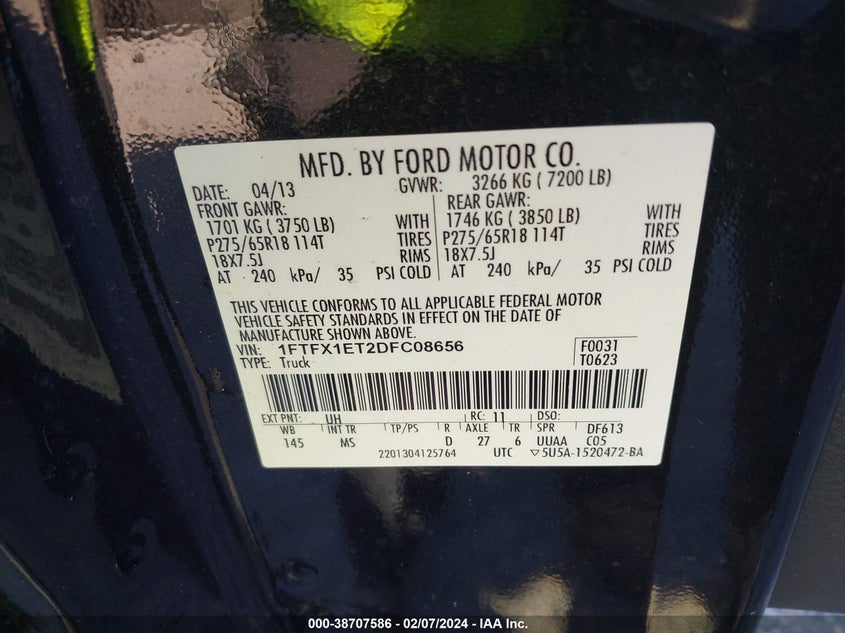 MFD. BY FORD MOTOR CO.
DATE: 04/13 GVWR: 3266 KG ( 7200 LB)
FRONT GAWR: REAR GAWR:
1701 KG ( 3750 LB) WITH 1746 KG ( 3850 LB) WITH
P275/65R18 114T TIRES P275/65R18 114T TIRES
18X7.5J RIMS 18X7.5J RIMS
AT 240 kPa/ 35 PSI COLD AT 240 kPa/ 35 PSI COLD
THIS VEHICLE CONFORMS TO ALL APPLICABLE FEDERAL MOTOR
VEHICLE SAFETY STANDARDS IN EFFECT ON THE DATE OF
MANUFACTURE SHOWN ABOVE.
VIN: 1FTFX1ET2DFC08656 F0031
TYPE: Truck T0623
EXT PNT: UH RC: 11 DSO:
WB INT TR TP/PS R AXLE TR SPR DF613
145 MS D 27 6 UUAA C05
2201304125764 UTC ▽5U5A-1520472-BA
000-38707586 - 02/07/2024 - IAA Inc.